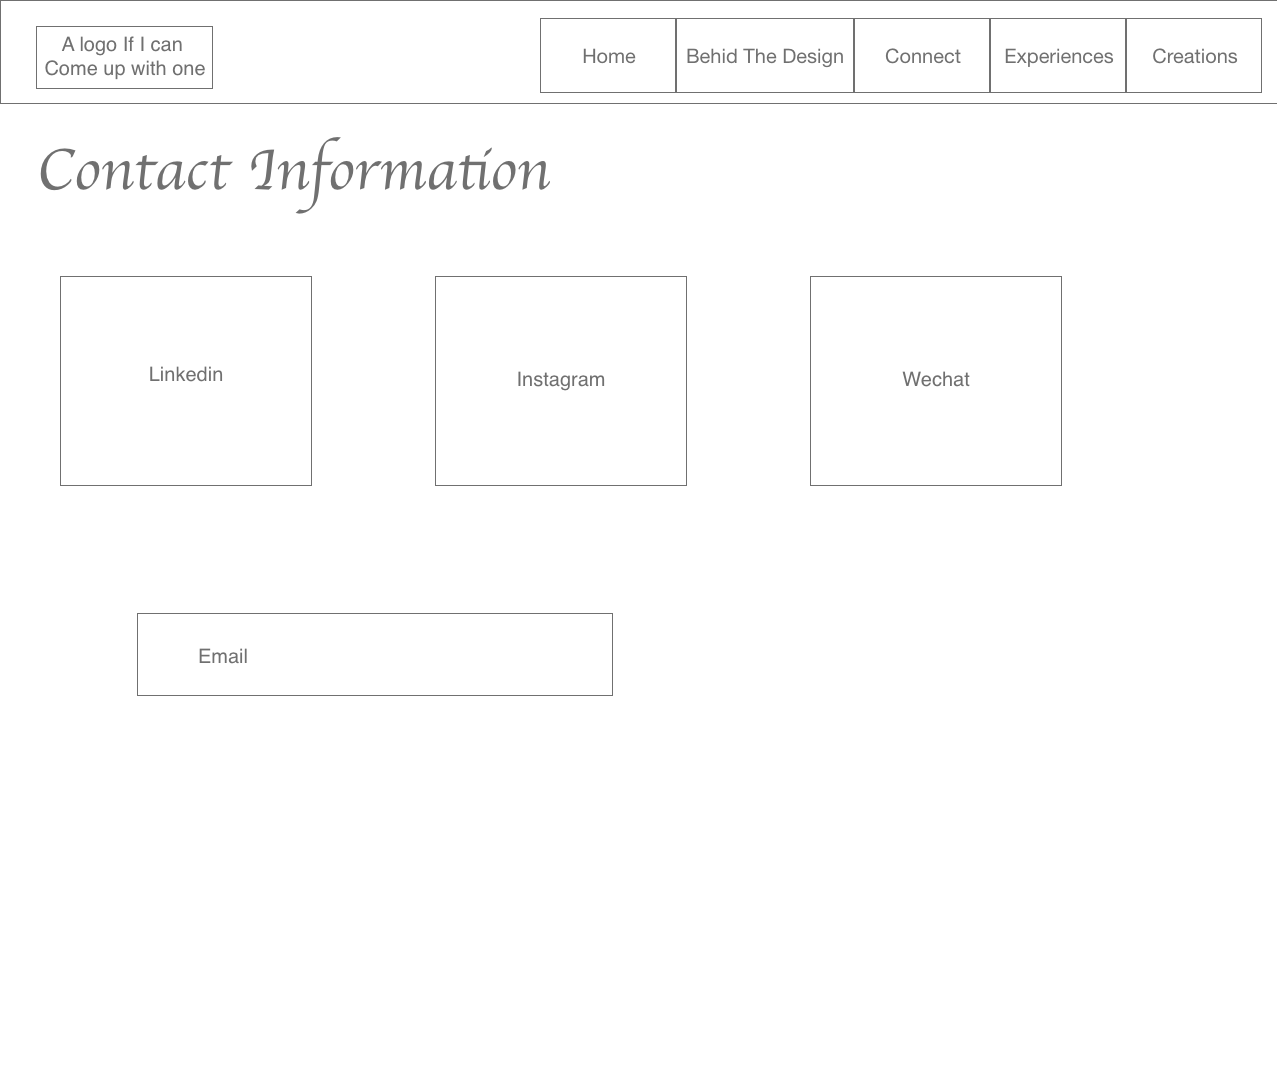 A logo If I can
Come up with one
Home
Behid The Design
Connect
Experiences
Creations
Contact Information
Linkedin
Instagram
Wechat
Email